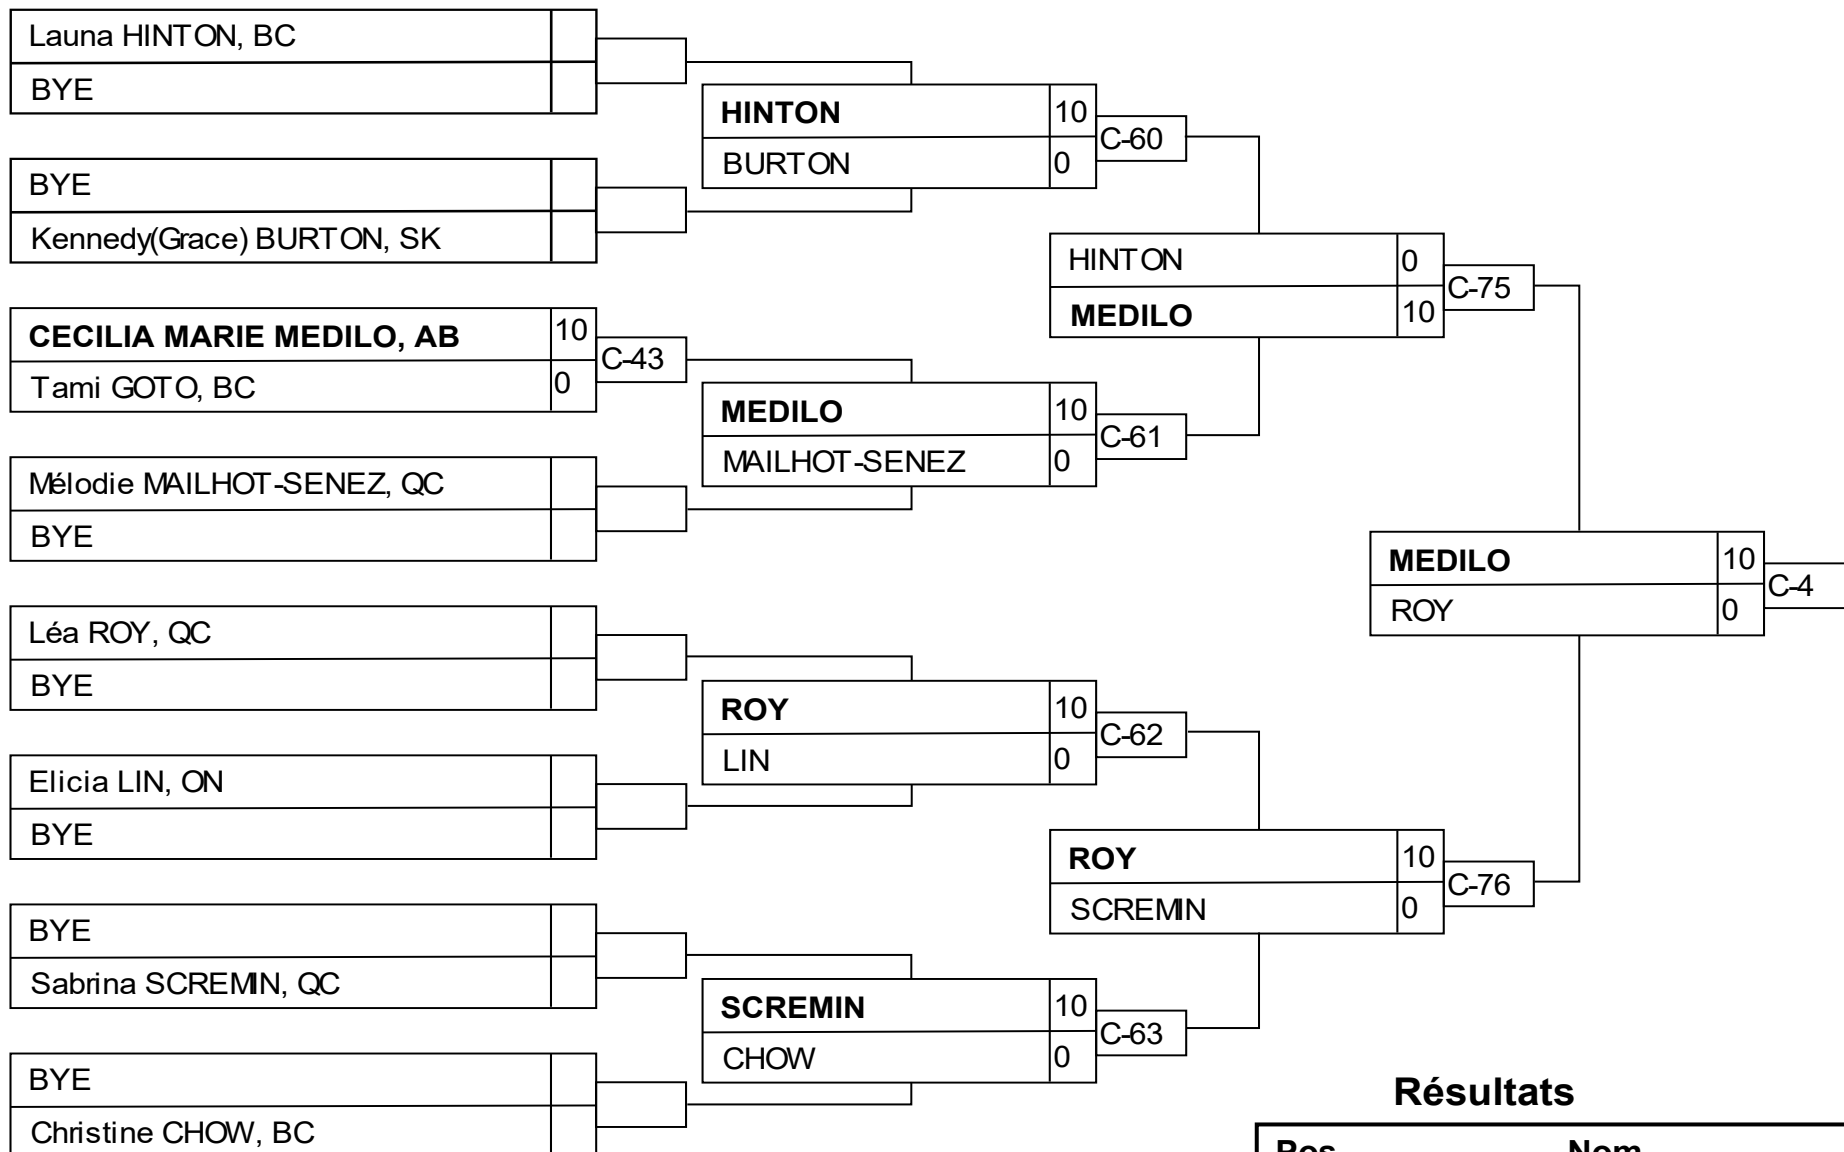 Launa HINTON, BC
BYE
BYE
Kennedy(Grace) BURTON, SK
CECILIA MARIE MEDILO, AB 10
Tami GOTO, BC 0
C-43
Mélodie MAILHOT-SENEZ, QC
BYE
Léa ROY, QC
BYE
Elicia LIN, ON
BYE
BYE
Sabrina SCREMIN, QC
BYE
Christine CHOW, BC
HINTON 10
BURTON 0
C-60
MEDILO 10
MAILHOT-SENEZ 0
C-61
ROY 10
LIN 0
C-62
SCREMIN 10
CHOW 0
C-63
HINTON 0
MEDILO 10
C-75
ROY 10
SCREMIN 0
C-76
MEDILO 10
ROY 0
C-4
Résultats
Pos Nom